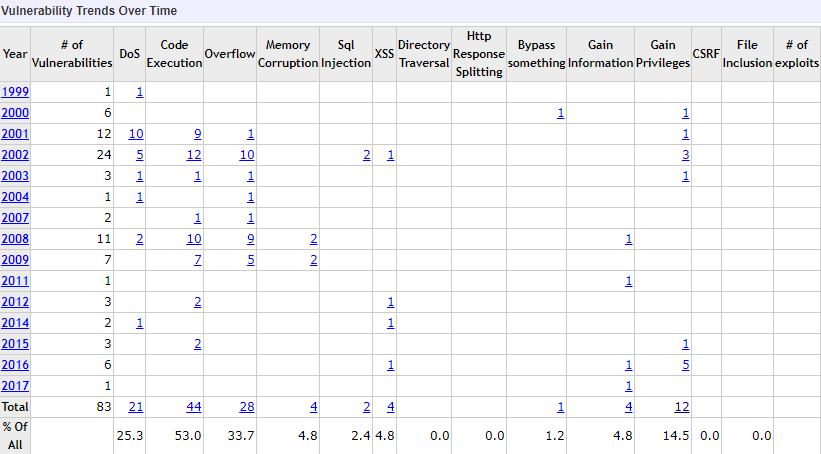 Vulnerability Trends Over Time
Year # of Vulnerabilities DoS Code Execution Overflow Memory Corruption Sql Injection XSS Directory Traversal Http Response Splitting Bypass something Gain Information Gain Privileges CSRF File Inclusion # of exploits
1999 1 1
2000 6 1 1
2001 12 10 9 1 1
2002 24 5 12 10 2 1 3
2003 3 1 1 1 1
2004 1 1 1
2007 2 1 1
2008 11 2 10 9 2 1
2009 7 7 5 2
2011 1 1
2012 3 2 1
2014 2 1 1
2015 3 2 1
2016 6 1 1 5
2017 1 1
Total 83 21 44 28 4 2 4 1 4 12
% Of All 25.3 53.0 33.7 4.8 2.4 4.8 0.0 0.0 1.2 4.8 14.5 0.0 0.0